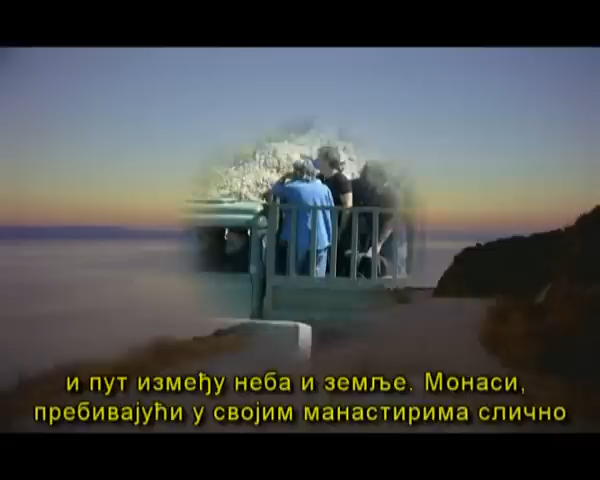 и пут између неба и земље. Монаси,
пребивајући у својим манастирима слично